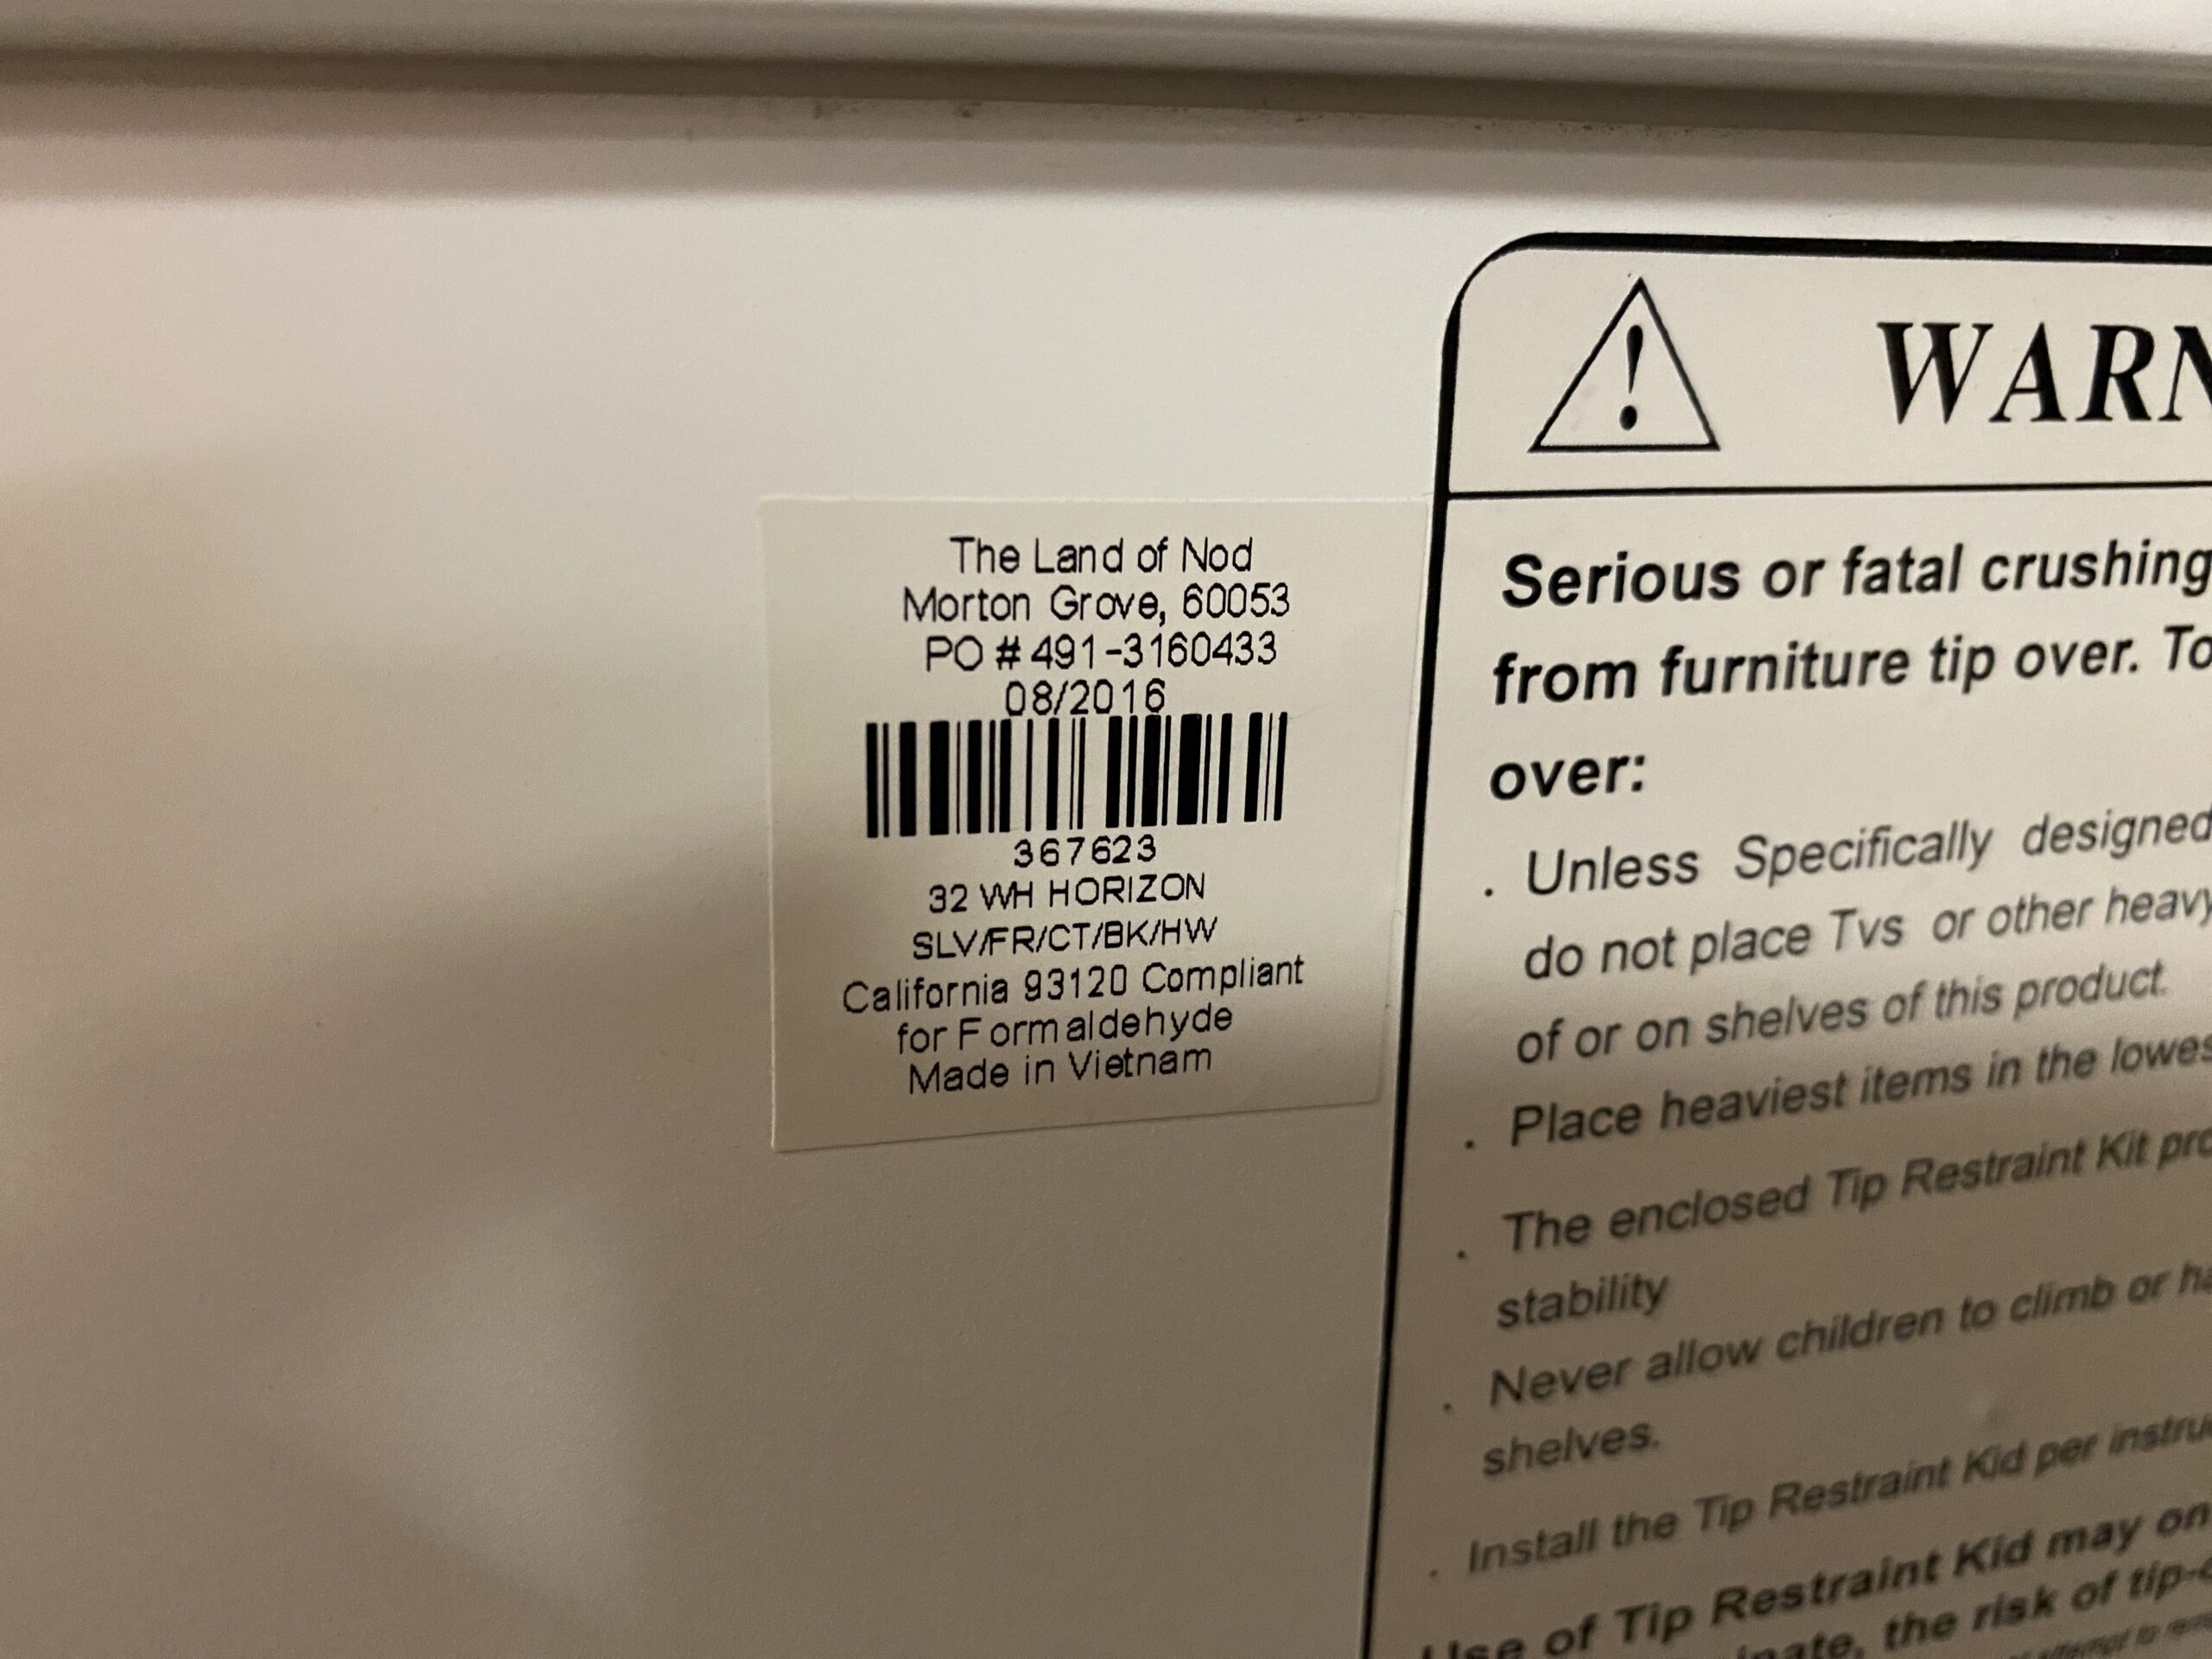 The Land of Nod
Morton Grove, 60053
PO # 491-3160433
08/2016
367623
32 WH HORIZON
SLV/FR/CT/BK/HW
California 93120 Compliant
for Formaldehyde
Made in Vietnam
! WARN
Serious or fatal crushing
from furniture tip over. To
over:
. Unless Specifically designed
do not place Tvs or other heavy
of or on shelves of this product.
. Place heaviest items in the lowes
. The enclosed Tip Restraint Kit pro
stability
. Never allow children to climb or ha
shelves.
. Install the Tip Restraint Kid per instru
Use of Tip Restraint Kid may on
the risk of tip-